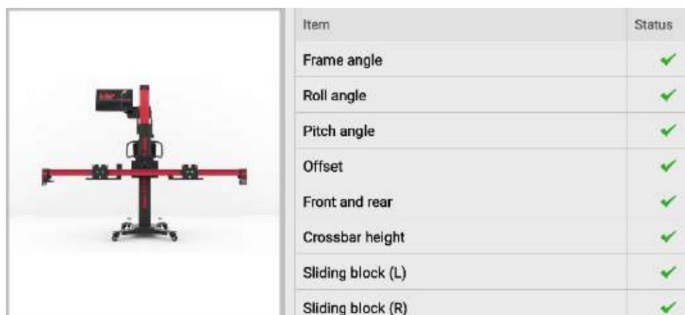 Item Status
Frame angle
Roll angle
Pitch angle
Offset
Front and rear
Crossbar height
Sliding block (L)
Sliding block (R)